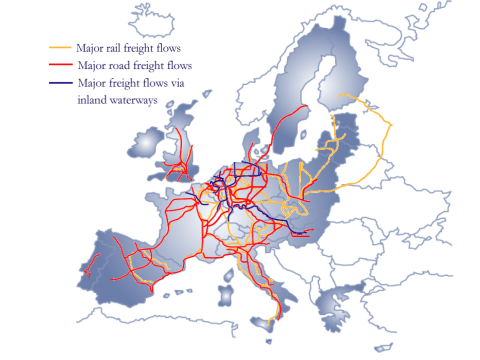 Major rail freight flows
Major road freight flows
Major freight flows via
inland waterways